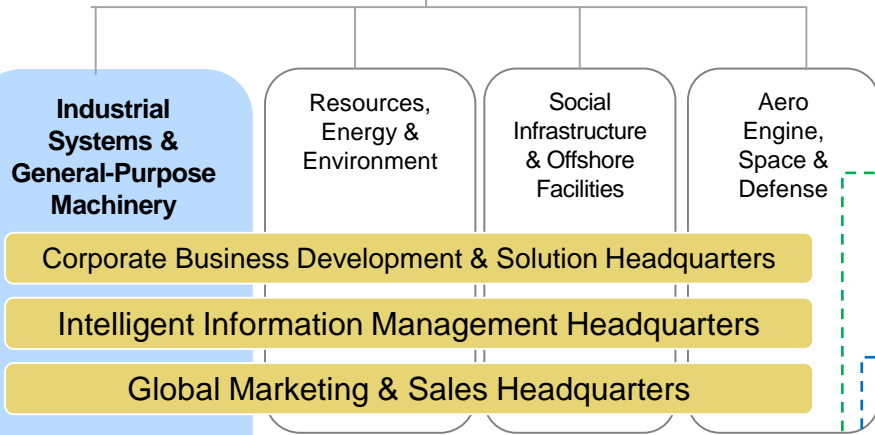 Industrial
Systems &
General-Purpose
Machinery
Resources,
Energy &
Environment
Social
Infrastructure
& Offshore
Facilities
Aero
Engine,
Space &
Defense
Corporate Business Development & Solution Headquarters
Intelligent Information Management Headquarters
Global Marketing & Sales Headquarters